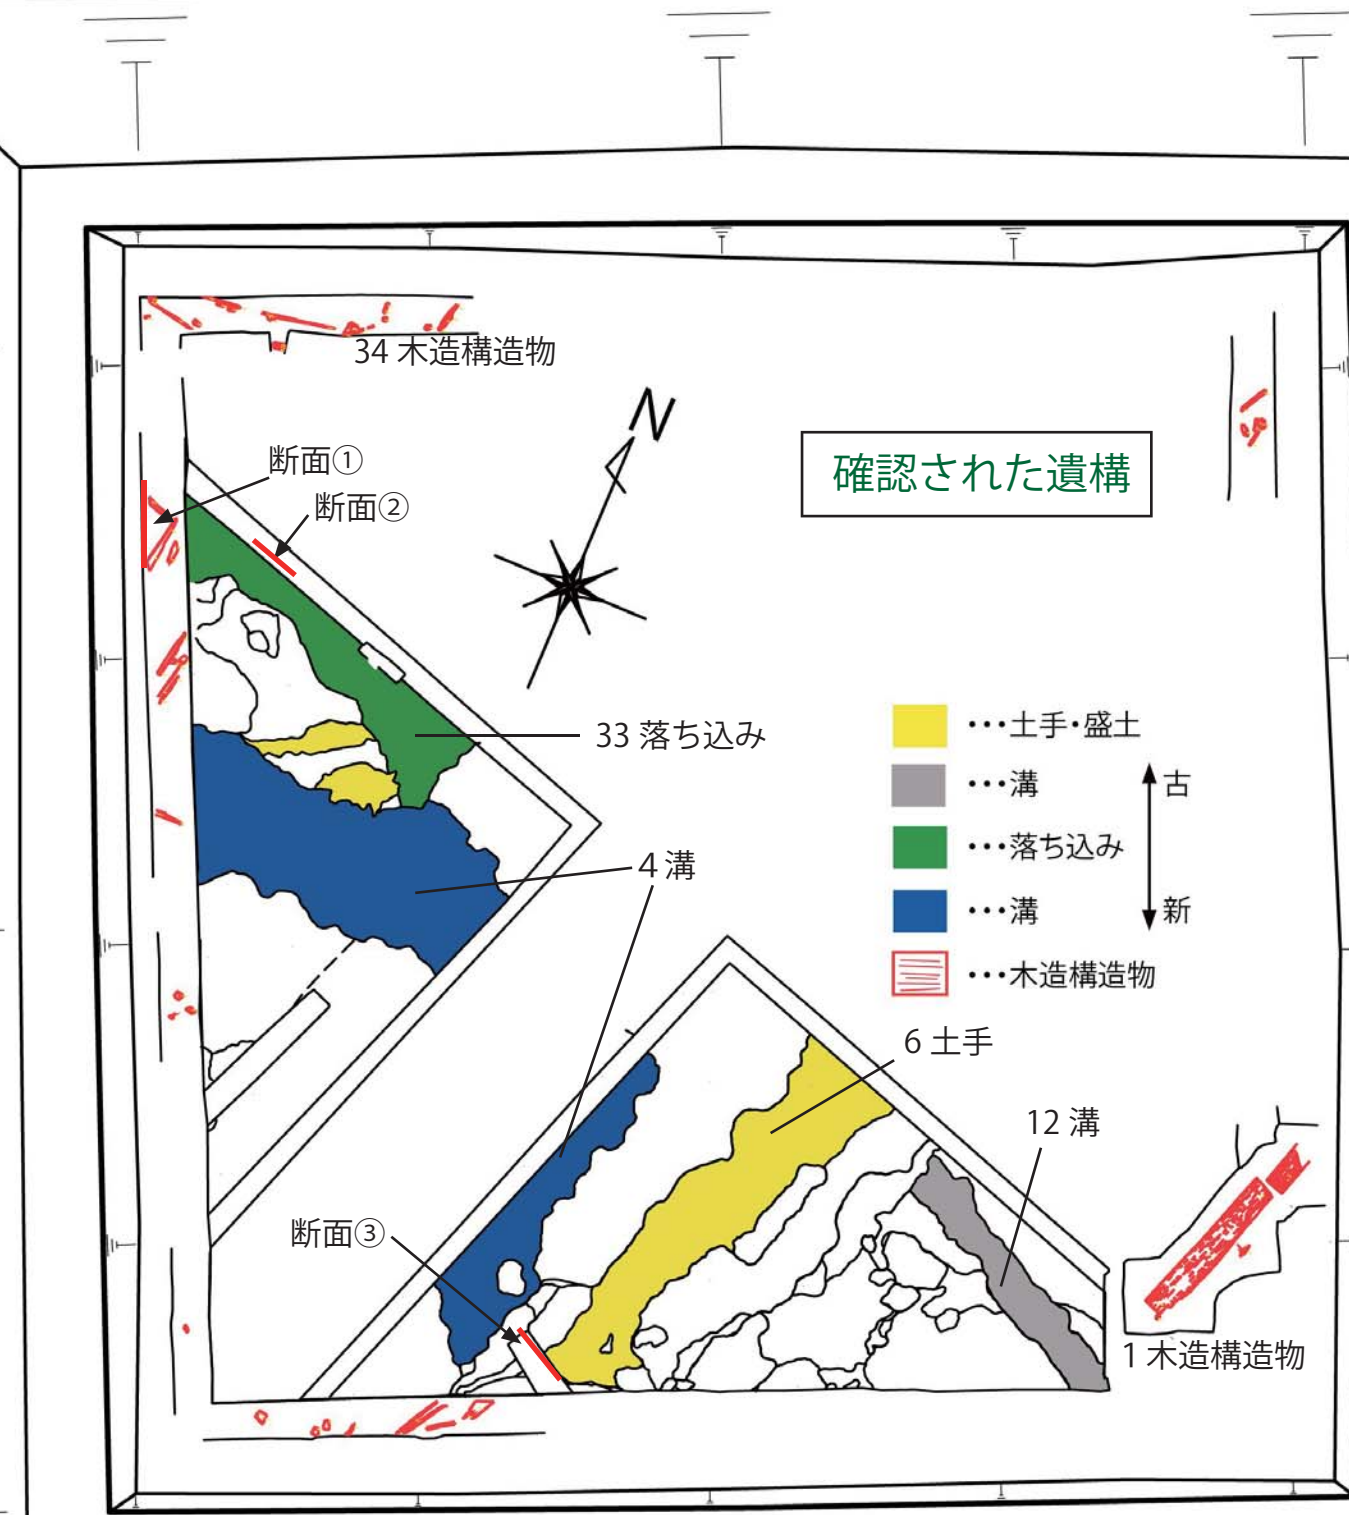 34 木造構造物
N
断面①
確認された遺構
断面②
33 落ち込み
・・・土手・盛土
・・・溝
古
・・・落ち込み
4 溝
・・・溝
新
・・・木造構造物
6 土手
12 溝
断面③
1 木造構造物